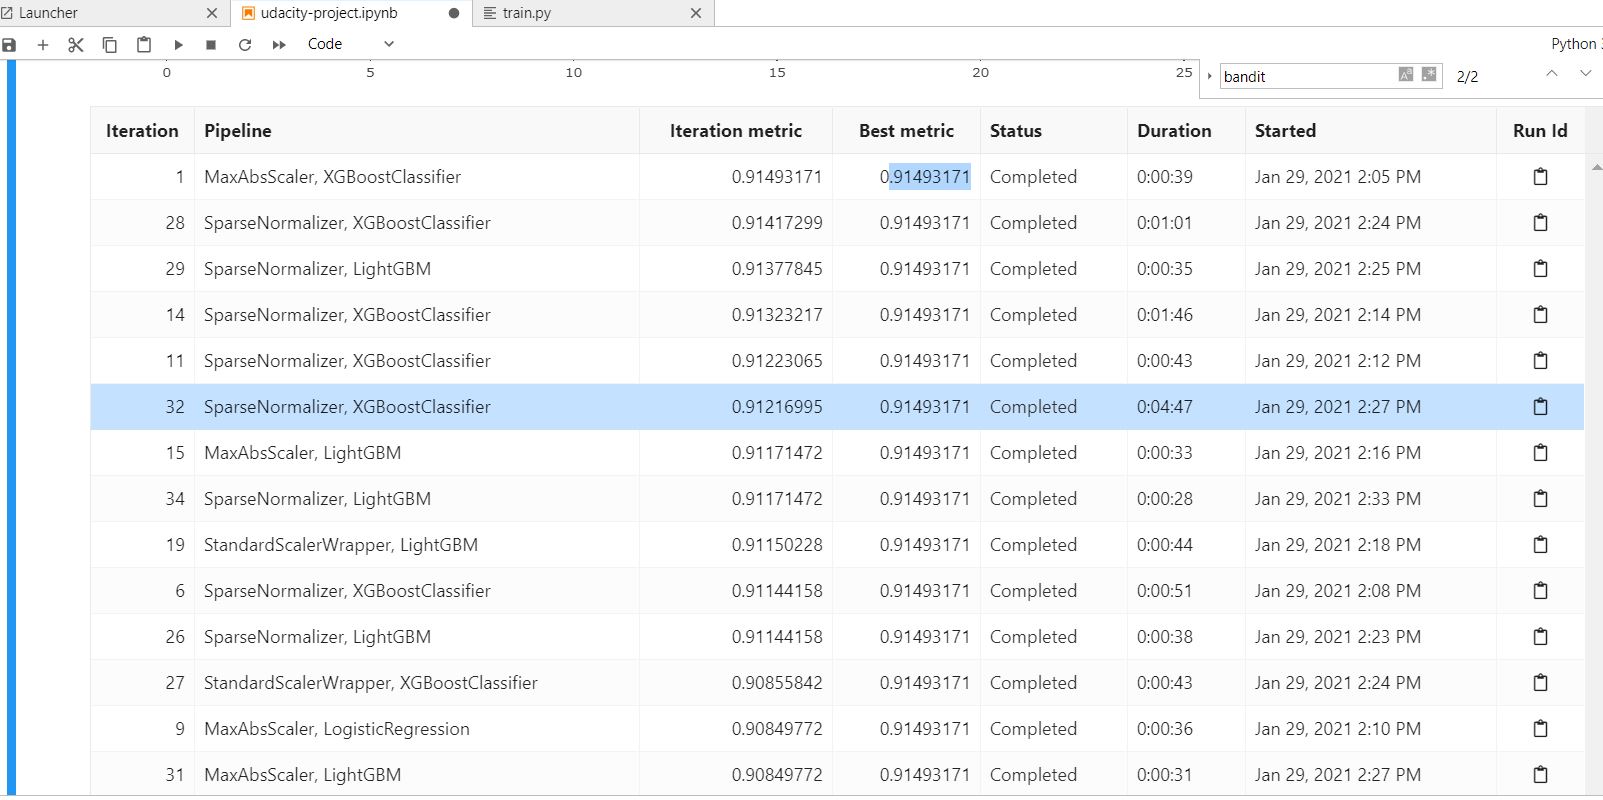 Launcher udacity-project.ipynb train.py
Code Python 3
0 5 10 15 20 25 bandit 2/2
Iteration Pipeline Iteration metric Best metric Status Duration Started Run Id
1 MaxAbsScaler, XGBoostClassifier 0.91493171 0.91493171 Completed 0:00:39 Jan 29, 2021 2:05 PM
28 SparseNormalizer, XGBoostClassifier 0.91417299 0.91493171 Completed 0:01:01 Jan 29, 2021 2:24 PM
29 SparseNormalizer, LightGBM 0.91377845 0.91493171 Completed 0:00:35 Jan 29, 2021 2:25 PM
14 SparseNormalizer, XGBoostClassifier 0.91323217 0.91493171 Completed 0:01:46 Jan 29, 2021 2:14 PM
11 SparseNormalizer, XGBoostClassifier 0.91223065 0.91493171 Completed 0:00:43 Jan 29, 2021 2:12 PM
32 SparseNormalizer, XGBoostClassifier 0.91216995 0.91493171 Completed 0:04:47 Jan 29, 2021 2:27 PM
15 MaxAbsScaler, LightGBM 0.91171472 0.91493171 Completed 0:00:33 Jan 29, 2021 2:16 PM
34 SparseNormalizer, LightGBM 0.91171472 0.91493171 Completed 0:00:28 Jan 29, 2021 2:33 PM
19 StandardScalerWrapper, LightGBM 0.91150228 0.91493171 Completed 0:00:44 Jan 29, 2021 2:18 PM
6 SparseNormalizer, XGBoostClassifier 0.91144158 0.91493171 Completed 0:00:51 Jan 29, 2021 2:08 PM
26 SparseNormalizer, LightGBM 0.91144158 0.91493171 Completed 0:00:38 Jan 29, 2021 2:23 PM
27 StandardScalerWrapper, XGBoostClassifier 0.90855842 0.91493171 Completed 0:00:43 Jan 29, 2021 2:24 PM
9 MaxAbsScaler, LogisticRegression 0.90849772 0.91493171 Completed 0:00:36 Jan 29, 2021 2:10 PM
31 MaxAbsScaler, LightGBM 0.90849772 0.91493171 Completed 0:00:31 Jan 29, 2021 2:27 PM